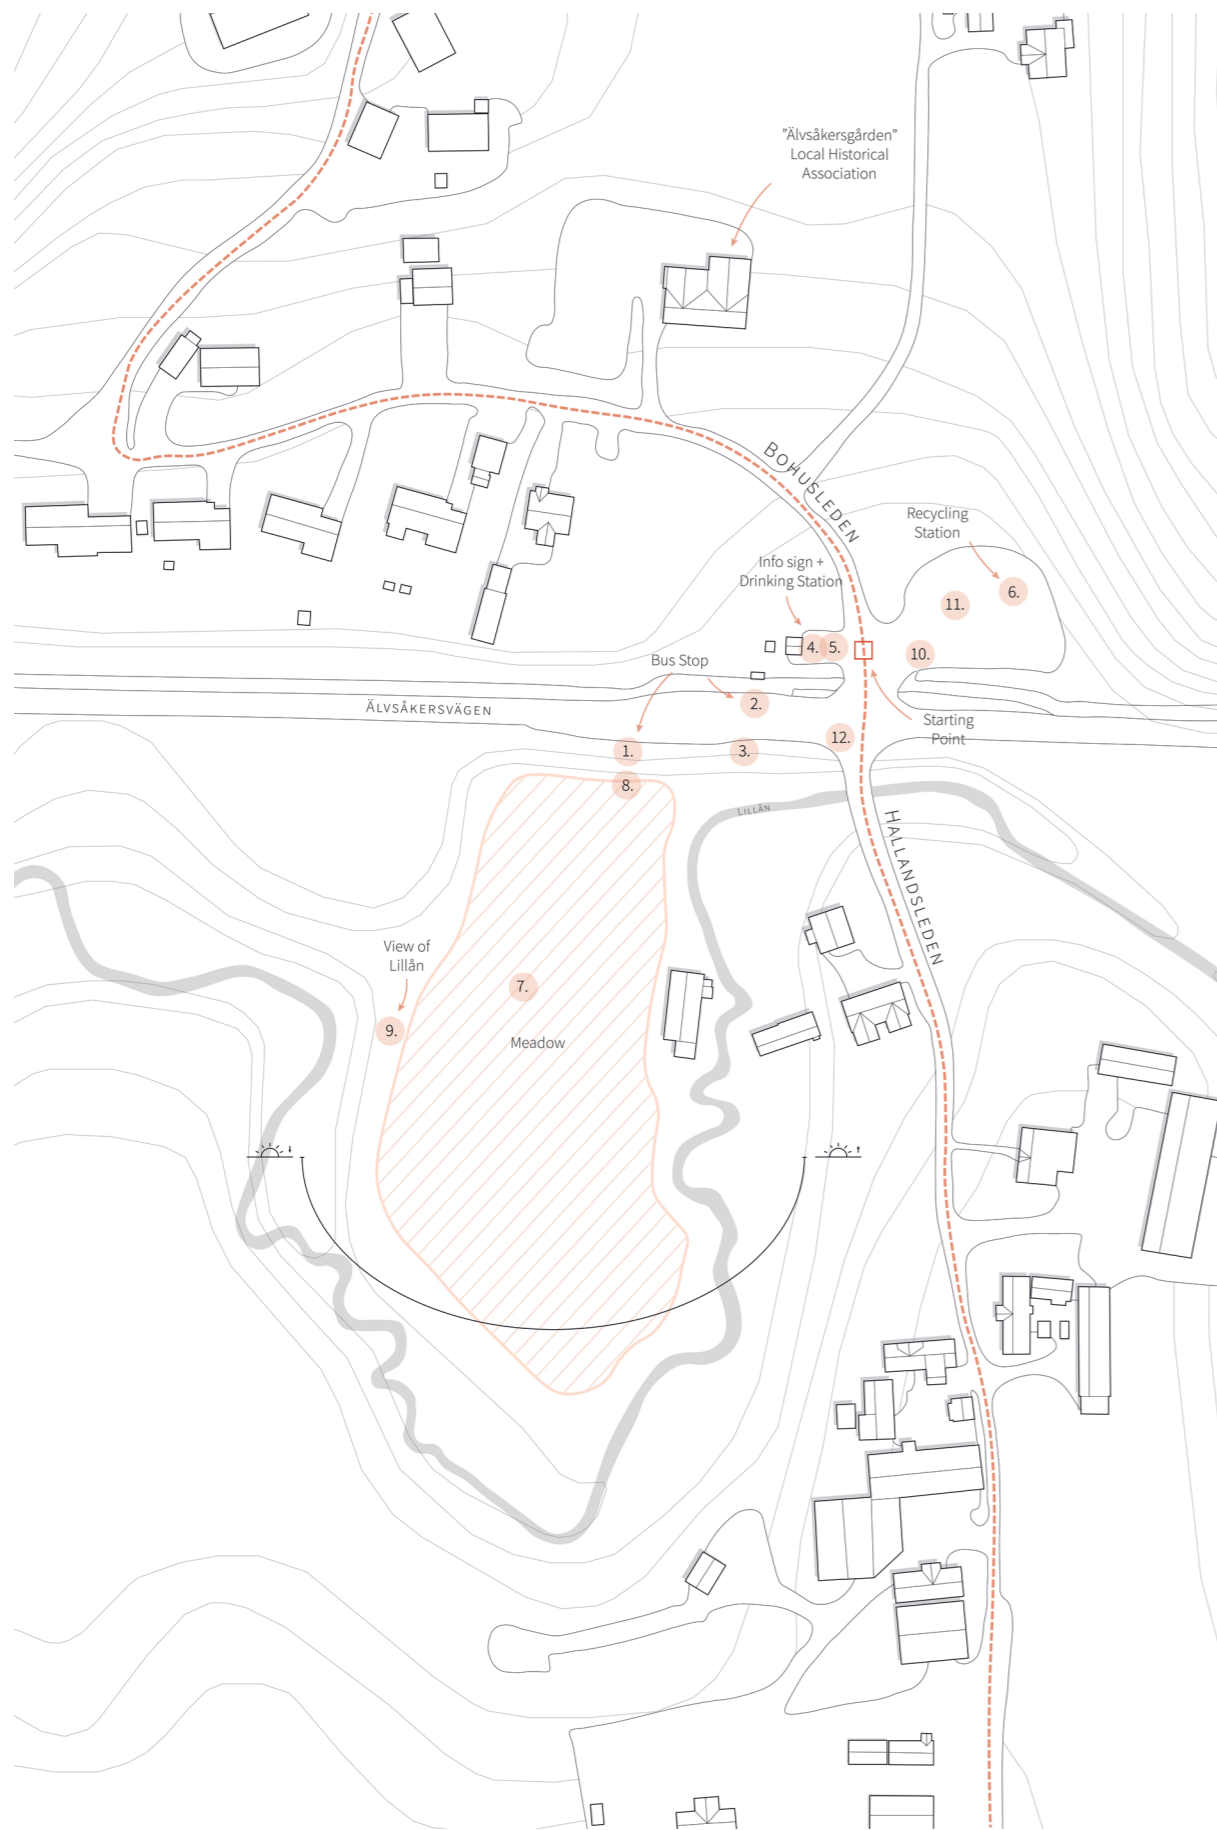 ”Älvsåkersgården”
Local Historical
Association
BOHUSLEDEN
Recycling
Station
Info sign +
Drinking Station
6.
11.
4.
5.
10.
Bus Stop
2.
ÄLVSÅKERSVÄGEN
Starting
Point
12.
1.
3.
8.
LILLÅN
HALLANDSLEDEN
View of
Lillån
7.
9.
Meadow